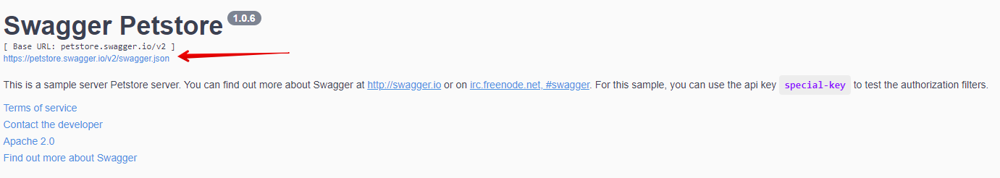 Swagger Petstore 1.0.6
[ Base URL: petstore.swagger.io/v2 ]
https://petstore.swagger.io/v2/swagger.json
This is a sample server Petstore server. You can find out more about Swagger at http://swagger.io or on irc.freenode.net, #swagger. For this sample, you can use the api key special-key to test the authorization filters.
Terms of service
Contact the developer
Apache 2.0
Find out more about Swagger